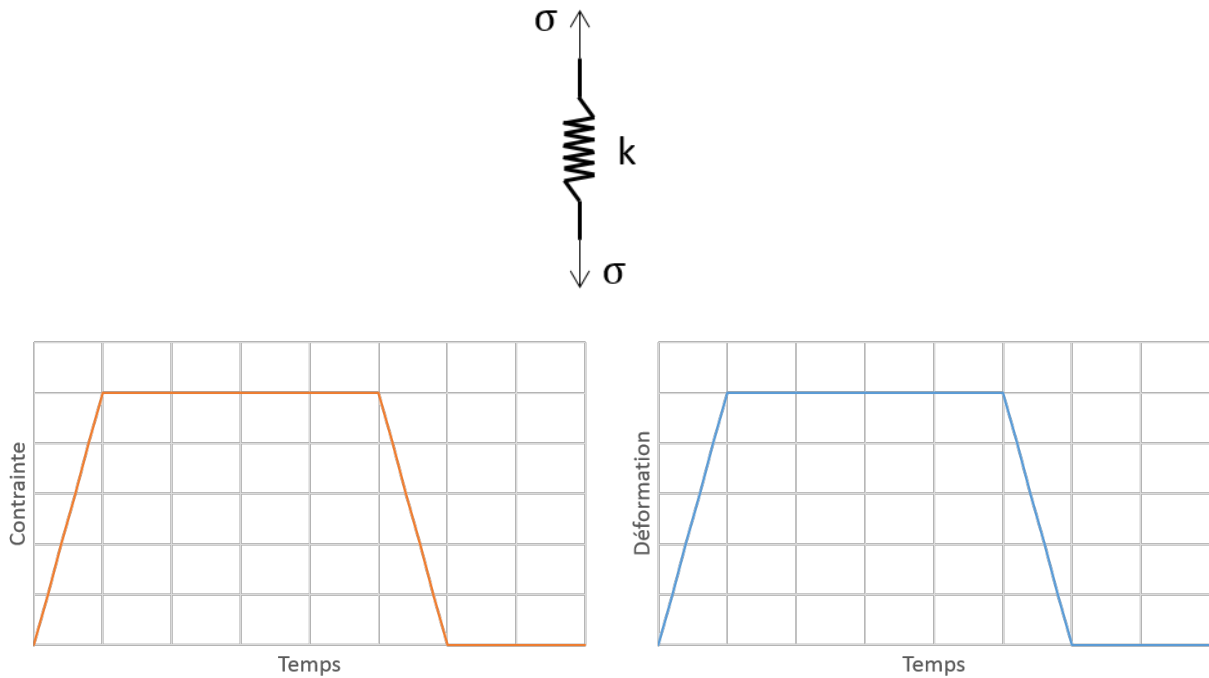 σ
k
σ
Contrainte
Temps
Déformation
Temps